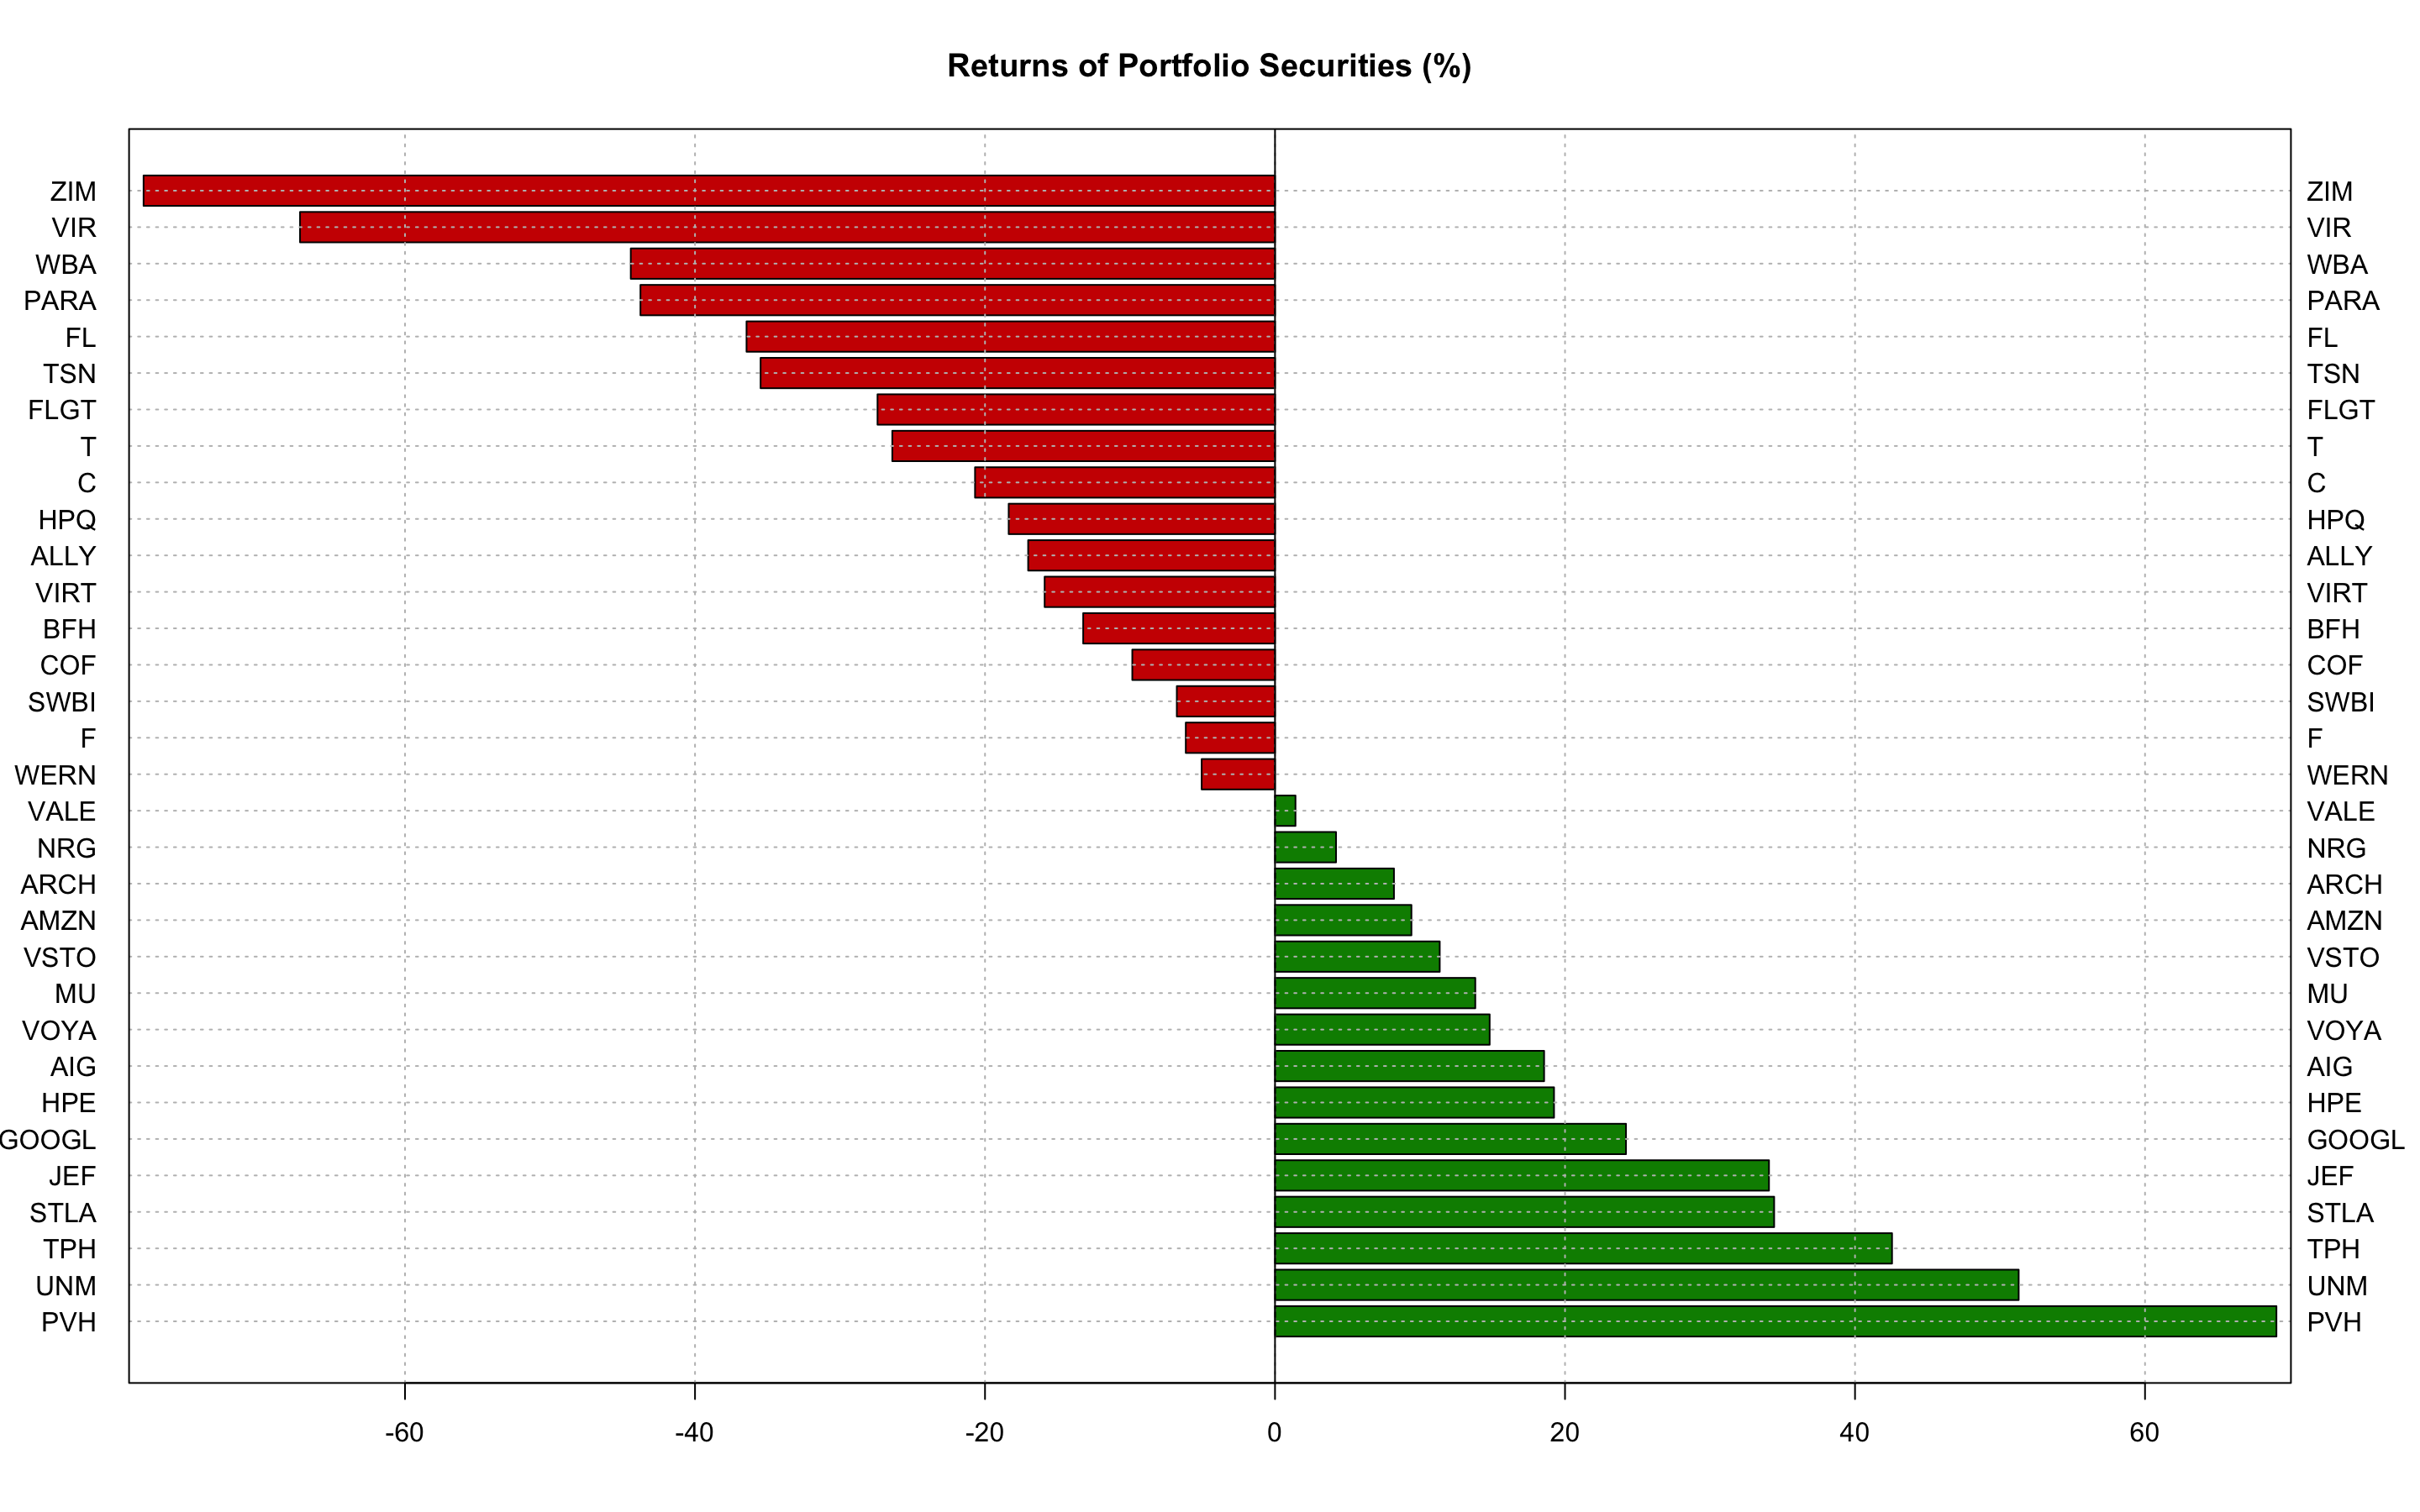 Returns of Portfolio Securities (%)
ZIM ZIM
VIR VIR
WBA WBA
PARA PARA
FL FL
TSN TSN
FLGT FLGT
T T
C C
HPQ HPQ
ALLY ALLY
VIRT VIRT
BFH BFH
COF COF
SWBI SWBI
F F
WERN WERN
VALE VALE
NRG NRG
ARCH ARCH
AMZN AMZN
VSTO VSTO
MU MU
VOYA VOYA
AIG AIG
HPE HPE
GOOGL GOOGL
JEF JEF
STLA STLA
TPH TPH
UNM UNM
PVH PVH
-60 -40 -20 0 20 40 60